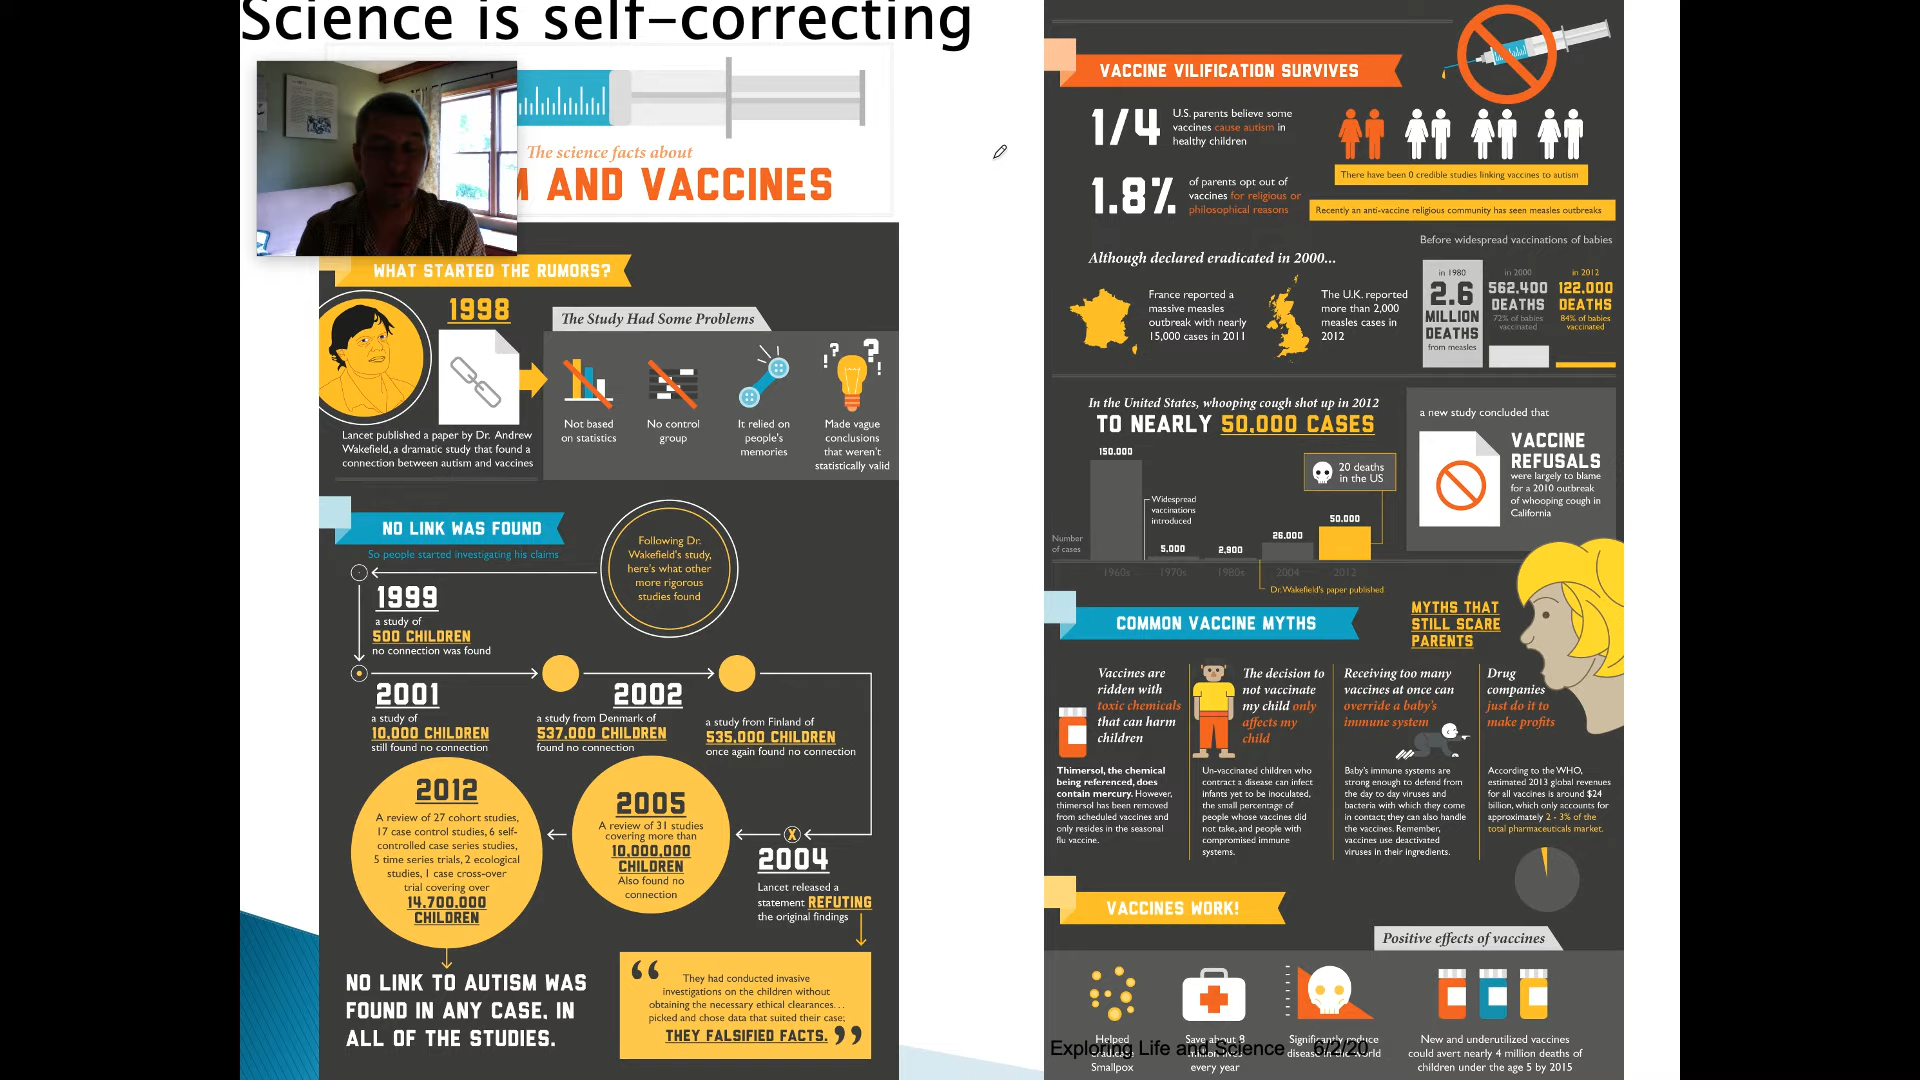 Science is self-correcting
The science facts about
M AND VACCINES
WHAT STARTED THE RUMORS?
1998
The Study Had Some Problems
Not based
on statistics
No control
group
It relied on
people's
memories
Made vague
conclusions
that weren't
statistically valid
Lancet published a paper by Dr. Andrew
Wakefield, a dramatic study that found a
connection between autism and vaccines
NO LINK WAS FOUND
So people started investigating his claims
Following Dr.
Wakefield's study,
here's what other
more rigorous
studies found
1999
a study of
500 CHILDREN
no connection was found
2001
a study of
10,000 CHILDREN
still found no connection
2002
a study from Denmark of
537,000 CHILDREN
found no connection
a study from Finland of
535,000 CHILDREN
once again found no connection
2004
Lancet released a
statement REFUTING
the original findings
2005
A review of 31 studies
covering more than
10,000,000
CHILDREN
Also found no
connection
2012
A review of 27 cohort studies,
17 case control studies, 6 self-
controlled case series studies,
5 time series trials, 2 ecological
studies, 1 case cross-over
trial covering over
14,700,000
CHILDREN
NO LINK TO AUTISM WAS
FOUND IN ANY CASE, IN
ALL OF THE STUDIES.
“ They had conducted invasive
investigations on the children without
obtaining the necessary ethical clearances...
picked and chose data that suited their case;
THEY FALSIFIED FACTS. ”
VACCINE VILIFICATION SURVIVES
1/4
U.S. parents believe some
vaccines cause autism in
healthy children
There have been 0 credible studies linking vaccines to autism
1.8%
of parents opt out of
vaccines for religious or
philosophical reasons
Recently an anti-vaccine religious community has seen measles outbreaks
Although declared eradicated in 2000...
France reported a
massive measles
outbreak with nearly
15,000 cases in 2011
The U.K. reported
more than 2,000
measles cases in
2012
Before widespread vaccinations of babies
in 1980
2.6
MILLION
DEATHS
from measles
in 2000
562,400
DEATHS
72% of babies
vaccinated
in 2012
122,000
DEATHS
84% of babies
vaccinated
In the United States, whooping cough shot up in 2012
TO NEARLY 50,000 CASES
150,000
Widespread
vaccinations
introduced
5,000
2,900
26,000
50,000
20 deaths
in the US
Number
of cases
1960s
1970s
1980s
2004
2012
Dr. Wakefield's paper published
a new study concluded that
VACCINE
REFUSALS
were largely to blame
for a 2010 outbreak
of whooping cough in
California
COMMON VACCINE MYTHS
MYTHS THAT
STILL SCARE
PARENTS
Vaccines are
ridden with
toxic chemicals
that can harm
children
Thimersol, the chemical
being referenced, does
contain mercury. However,
thimersol has been removed
from scheduled vaccines and
only resides in the seasonal
flu vaccine.
The decision to
not vaccinate
my child only
affects my
child
Un-vaccinated children who
contract a disease can infect
infants yet to be inoculated,
the small percentage of
people whose vaccines did
not take, and people with
compromised immune
systems.
Receiving too many
vaccines at once can
override a baby's
immune system
Baby's immune systems are
strong enough to defend from
the day to day viruses and
bacteria with which they come
in contact; they can also handle
the vaccines. Remember,
vaccines use deactivated
viruses in their ingredients.
Drug
companies
just do it to
make profits
According to the WHO,
estimated 2013 global revenues
for all vaccines is around $24
billion, which only accounts for
approximately 2 - 3% of the
total pharmaceuticals market.
VACCINES WORK!
Positive effects of vaccines
Helped
eradicate
Smallpox
Save about 9
million lives
every year
Significantly reduce
disease in the world
New and underutilized vaccines
could avert nearly 4 million deaths of
children under the age 5 by 2015
Exploring Life and Science
6/2/20